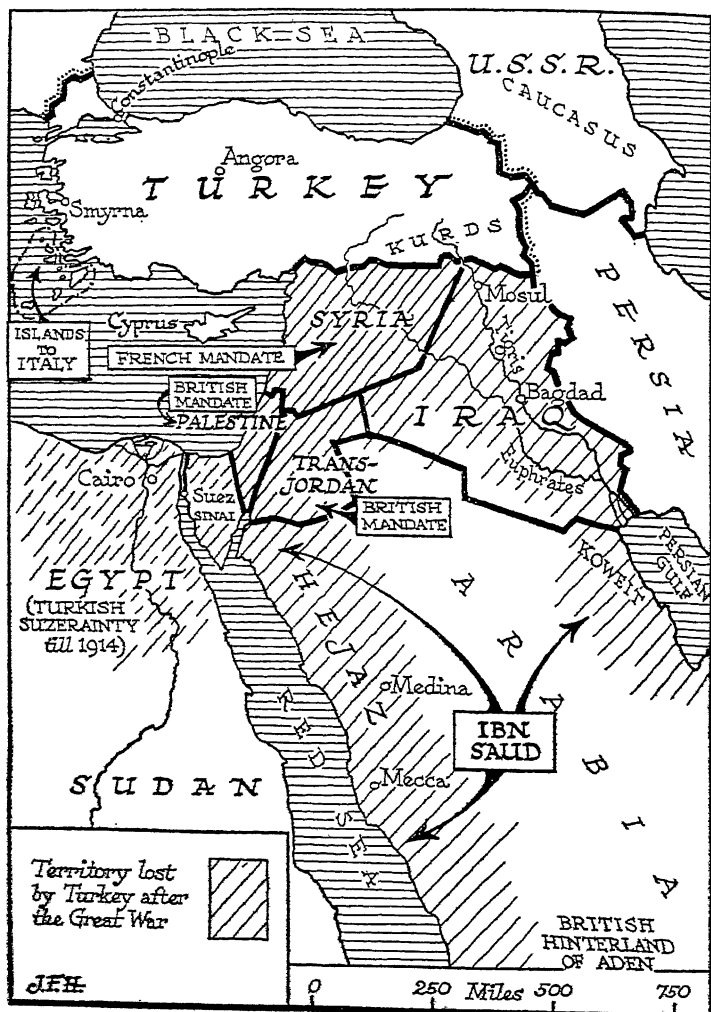 BLACK SEA
U.S.S.R.
CAUCASUS
Constantinople
Angora
TURKEY
Smyrna
KURDS
PERSIA
Mosul
SYRIA
Cyprus
ISLANDS
TO
ITALY
FRENCH MANDATE
Tigris
BRITISH
MANDATE
PALESTINE
Bagdad
IRAQ
TRANS-
JORDAN
Euphrates
Cairo
Suez
SINAI
BRITISH
MANDATE
PERSIAN
GULF
KOWEIT
EGYPT
(TURKISH
SUZERAINTY
till 1914)
HEJAZ
ARABIA
Medina
IBN
SAUD
RED SEA
Mecca
SUDAN
Territory lost
by Turkey after
the Great War
BRITISH
HINTERLAND
OF ADEN
J.F.H.
0 250 Miles 500 750